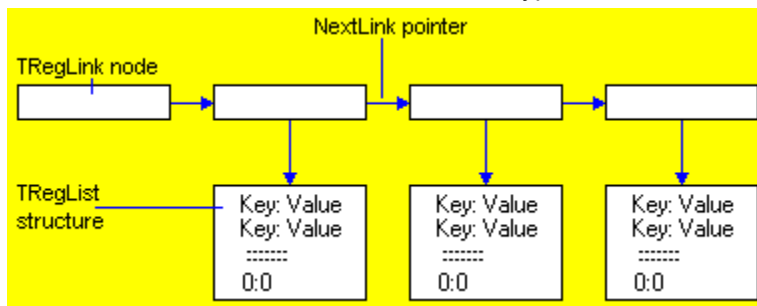 NextLink pointer
TRegLink node
TRegList
structure
Key: Value
Key: Value
:::::::
0:0
Key: Value
Key: Value
:::::::
0:0
Key: Value
Key: Value
:::::::
0:0